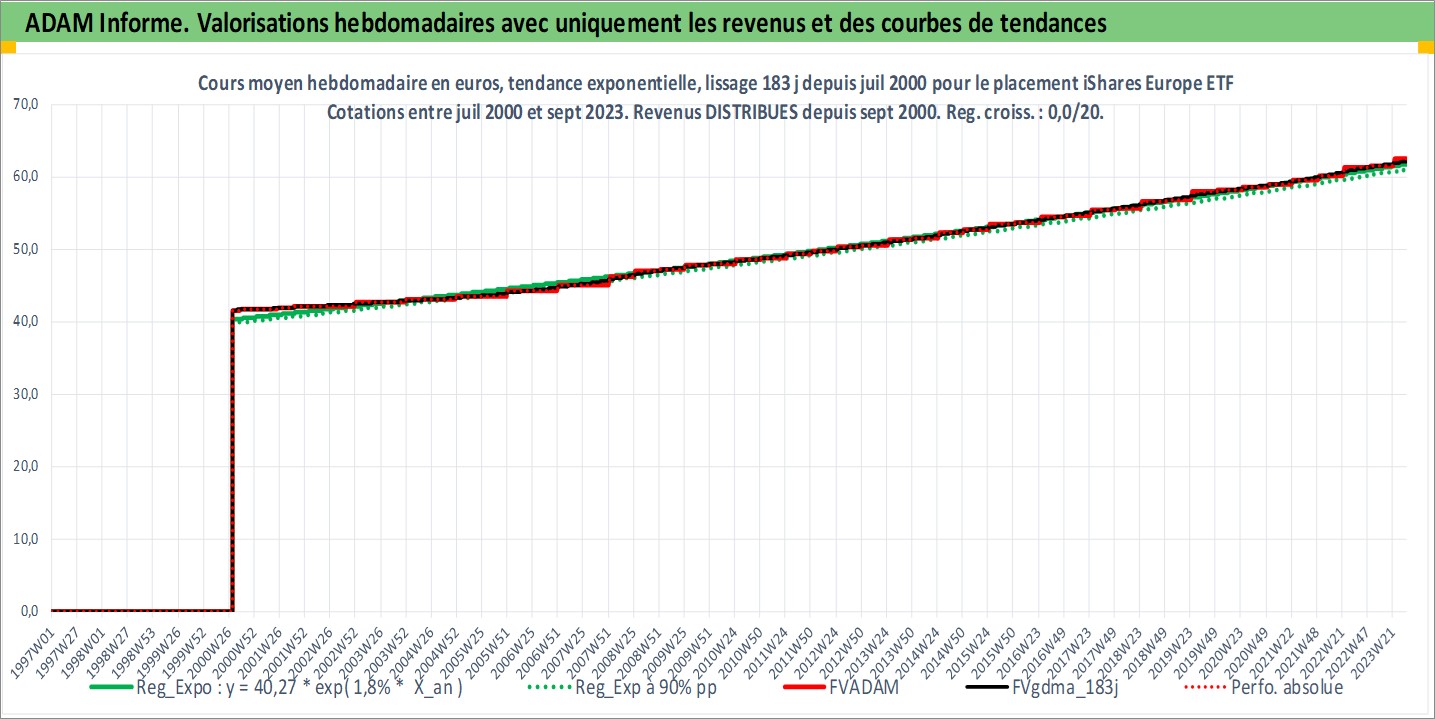 ADAM Informe. Valorisations hebdomadaires avec uniquement les revenus et des courbes de tendances
Cours moyen hebdomadaire en euros, tendance exponentielle, lissage 183 j depuis juil 2000 pour le placement iShares Europe ETF
Cotations entre juil 2000 et sept 2023. Revenus DISTRIBUES depuis sept 2000. Reg. croiss. : 0,0/20.
70,0
60,0
50,0
40,0
30,0
20,0
10,0
0,0
1997W01
1997W27
1998W01
1998W27
1998W53
1999W26
1999W52
2000W26
2000W52
2001W26
2001W52
2002W26
2002W52
2003W26
2003W52
2004W26
2004W52
2005W25
2005W51
2006W25
2006W51
2007W25
2007W51
2008W25
2008W51
2009W25
2009W51
2010W24
2010W50
2011W24
2011W50
2012W24
2012W50
2013W24
2013W50
2014W24
2014W50
2015W24
2015W50
2016W23
2016W49
2017W23
2017W49
2018W23
2018W49
2019W23
2019W49
2020W23
2020W49
2021W22
2021W48
2022W21
2022W47
2023W21
Reg_Expo : y = 40,27 * exp( 1,8% * X_an )
Reg_Exp à 90% pp
FVADAM
FVgdma_183j
Perfo. absolue